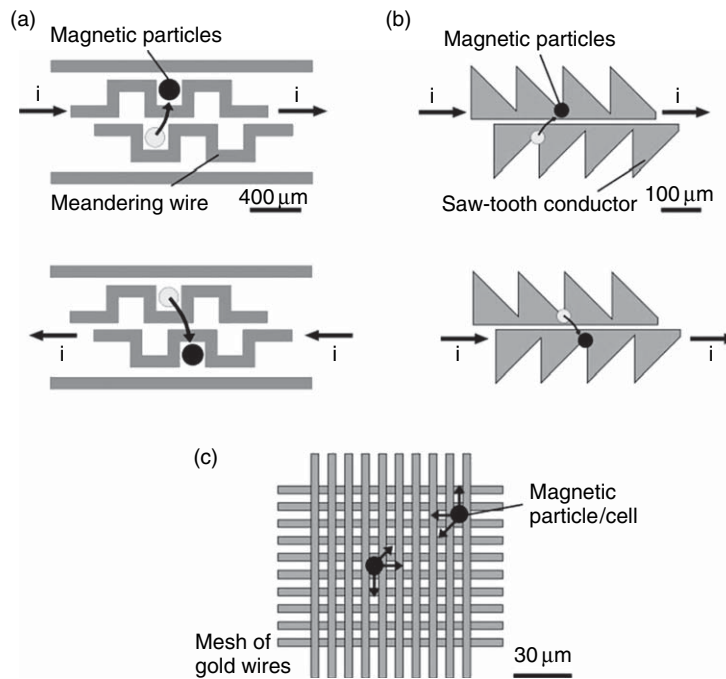 (a)
Magnetic particles
i
i
Meandering wire
400 μm
i
i
(b)
Magnetic particles
i
i
Saw-tooth conductor
100 μm
i
i
(c)
Magnetic
particle/cell
Mesh of
gold wires
30 μm